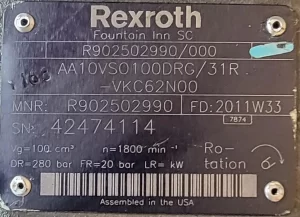 Rexroth
Fountain Inn SC
R902502990/000
AA10VSO100DRG/31R
-VKC62N00
MNR: R902502990 FD: 2011W33
SN: 42474114 7874
Vg=100 cm³ n=1800 min⁻¹ Ro-
DR=280 bar FR=20 bar LR= kW tation
Assembled in the USA